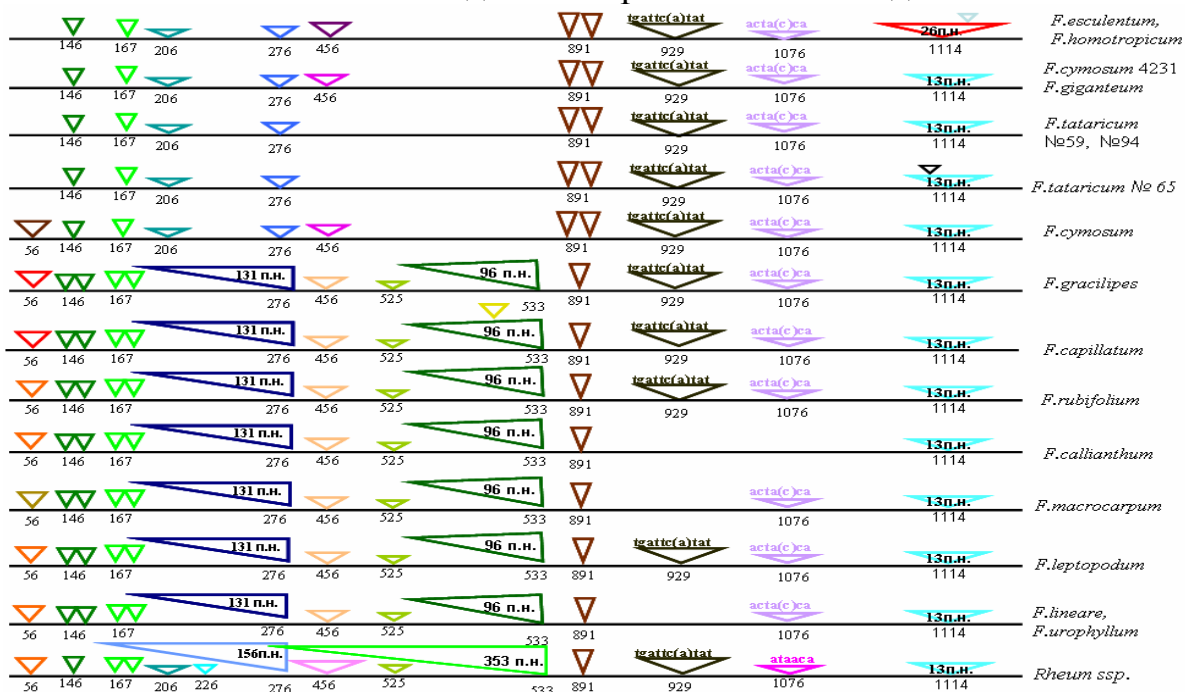 tgattc(a)tat acta(c)ca
26п.н.
146 167 206 276 456 891 929 1076 1114
F.esculentum,
F.homotropicum
tgattc(a)tat acta(c)ca
13п.н.
146 167 206 276 456 891 929 1076 1114
F.cymosum 4231
F.giganteum
tgattc(a)tat acta(c)ca
13п.н.
146 167 206 276 891 929 1076 1114
F.tataricum
№59, №94
tgattc(a)tat acta(c)ca
13п.н.
146 167 206 276 891 929 1076 1114
F.tataricum № 65
tgattc(a)tat acta(c)ca
13п.н.
56 146 167 206 276 456 891 929 1076 1114
F.cymosum
131 п.н. 96 п.н. tgattc(a)tat acta(c)ca
13п.н.
56 146 167 276 456 525 533 891 929 1076 1114
F.gracilipes
131 п.н. 96 п.н. tgattc(a)tat acta(c)ca
13п.н.
56 146 167 276 456 525 533 891 929 1076 1114
F.capillatum
131 п.н. 96 п.н. tgattc(a)tat acta(c)ca
13п.н.
56 146 167 276 456 525 533 891 929 1076 1114
F.rubifolium
131 п.н. 96 п.н. 13п.н.
56 146 167 276 456 525 533 891 1114
F.callianthum
131 п.н. 96 п.н. acta(c)ca
13п.н.
56 146 167 276 456 525 533 891 1076 1114
F.macrocarpum
131 п.н. 96 п.н. tgattc(a)tat acta(c)ca
13п.н.
56 146 167 276 456 525 533 891 929 1076 1114
F.leptopodum
131 п.н. 96 п.н. acta(c)ca
13п.н.
56 146 167 276 456 525 533 891 1076 1114
F.lineare,
F.urophyllum
156п.н. 353 п.н. tgattc(a)tat ataaca
13п.н.
56 146 167 206 226 276 456 525 533 891 929 1076 1114
Rheum ssp.